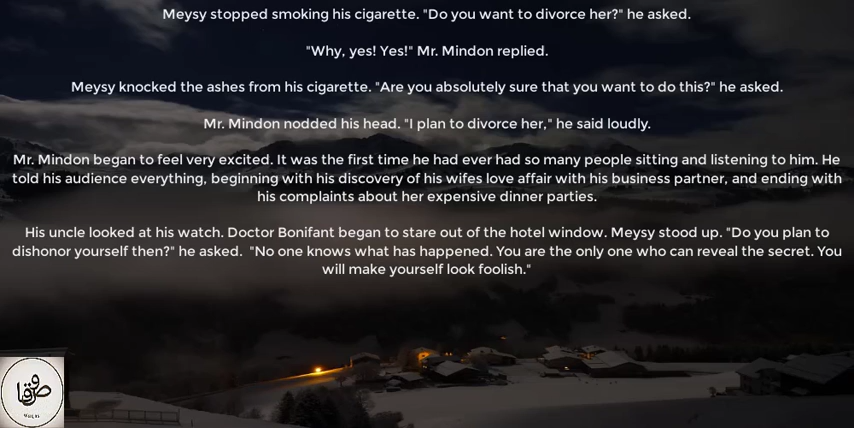 Meysy stopped smoking his cigarette. "Do you want to divorce her?" he asked.
"Why, yes! Yes!" Mr. Mindon replied.
Meysy knocked the ashes from his cigarette. "Are you absolutely sure that you want to do this?" he asked.
Mr. Mindon nodded his head. "I plan to divorce her," he said loudly.
Mr. Mindon began to feel very excited. It was the first time he had ever had so many people sitting and listening to him. He
told his audience everything, beginning with his discovery of his wifes love affair with his business partner, and ending with
his complaints about her expensive dinner parties.
His uncle looked at his watch. Doctor Bonifant began to stare out of the hotel window. Meysy stood up. "Do you plan to
dishonor yourself then?" he asked.  "No one knows what has happened. You are the only one who can reveal the secret. You
will make yourself look foolish."